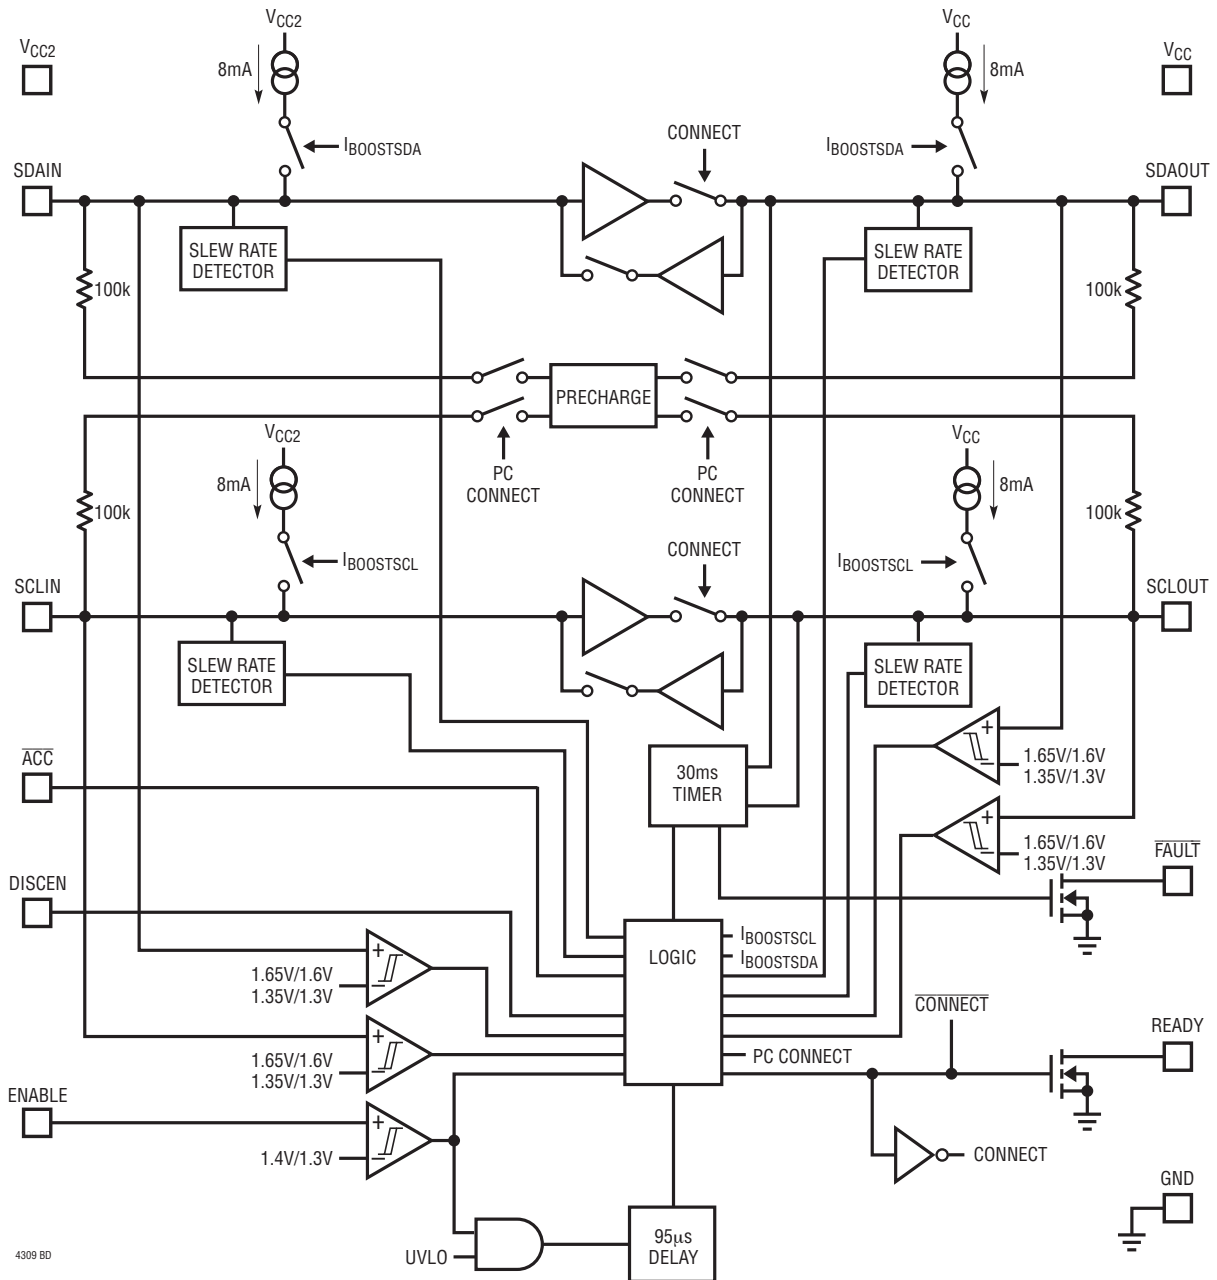 VCC2
VCC
VCC2
VCC
8mA
8mA
CONNECT
IBOOSTSDA
IBOOSTSDA
SDAIN
SDAOUT
SLEW RATE
DETECTOR
SLEW RATE
DETECTOR
100k
100k
PRECHARGE
VCC2
VCC
PC
CONNECT
PC
CONNECT
8mA
8mA
100k
100k
CONNECT
IBOOSTSCL
IBOOSTSCL
SCLIN
SCLOUT
SLEW RATE
DETECTOR
SLEW RATE
DETECTOR
ACC
30ms
TIMER
+
–
1.65V/1.6V
1.35V/1.3V
+
–
1.65V/1.6V
1.35V/1.3V
FAULT
DISCEN
LOGIC
IBOOSTSCL
IBOOSTSDA
+
–
1.65V/1.6V
1.35V/1.3V
CONNECT
READY
+
–
1.65V/1.6V
1.35V/1.3V
PC CONNECT
ENABLE
+
–
1.4V/1.3V
CONNECT
GND
UVLO
95µs
DELAY
4309 BD